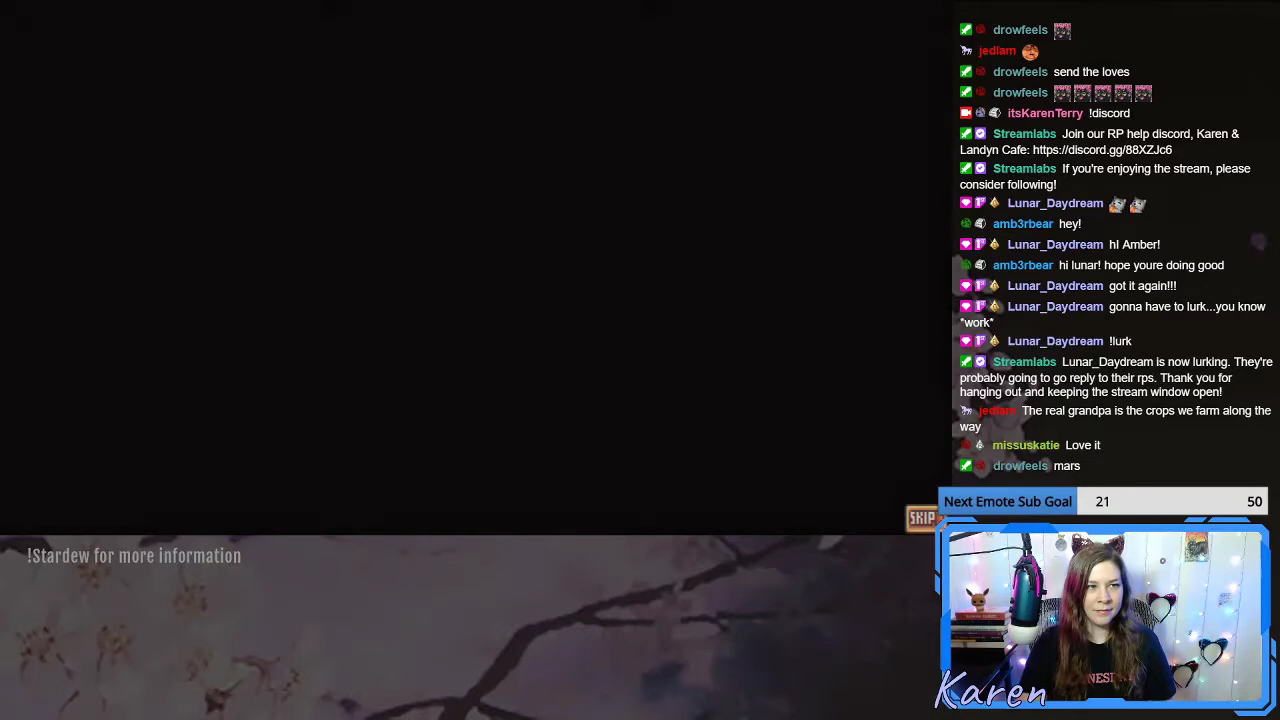 drowfeels
jedlam
drowfeels send the loves
drowfeels
itsKarenTerry !discord
Streamlabs Join our RP help discord, Karen &
Landyn Cafe: https://discord.gg/88XZJc6
Streamlabs If you're enjoying the stream, please
consider following!
Lunar_Daydream
amb3rbear hey!
Lunar_Daydream hI Amber!
amb3rbear hi lunar! hope youre doing good
Lunar_Daydream got it again!!!
Lunar_Daydream gonna have to lurk...you know
*work*
Lunar_Daydream !lurk
Streamlabs Lunar_Daydream is now lurking. They're
probably going to go reply to their rps. Thank you for
hanging out and keeping the stream window open!
jedlam The real grandpa is the crops we farm along the
way
missuskatie Love it
drowfeels mars
Next Emote Sub Goal 21 50
SKIP
!Stardew for more information
Karen